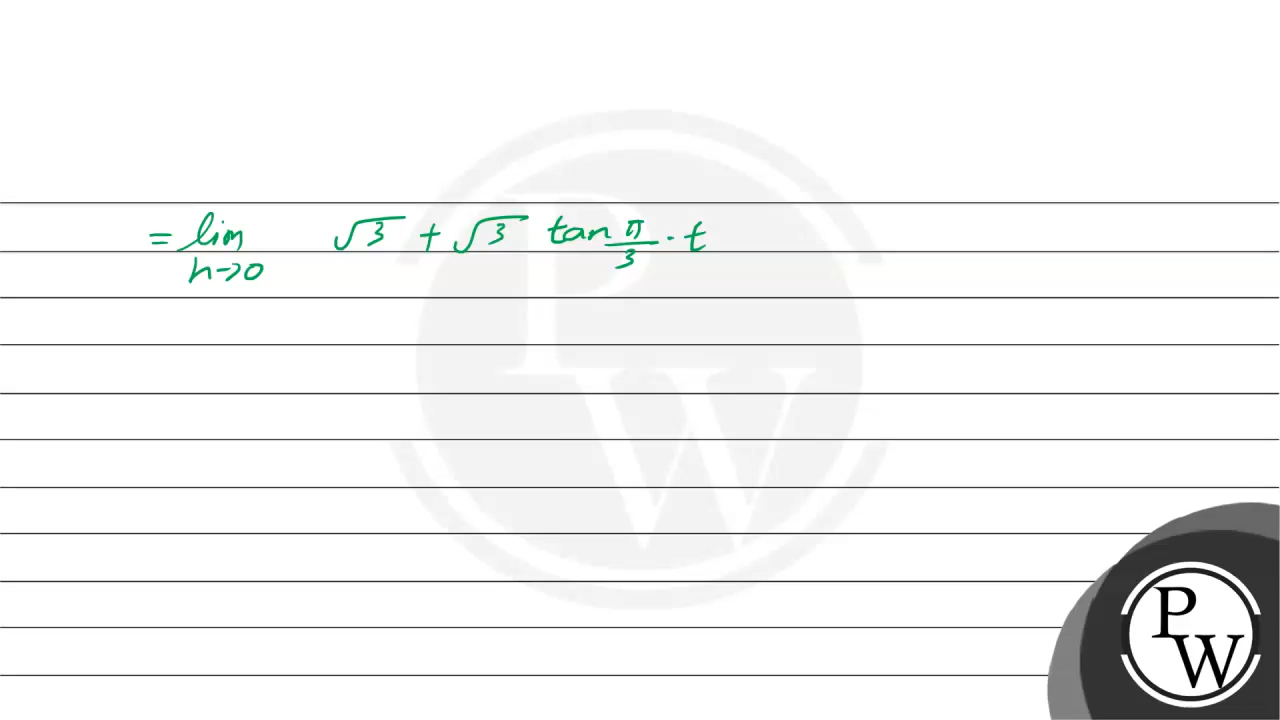 = lim √3 + √3 tan π/3 · t
h→0
P
W
P
W